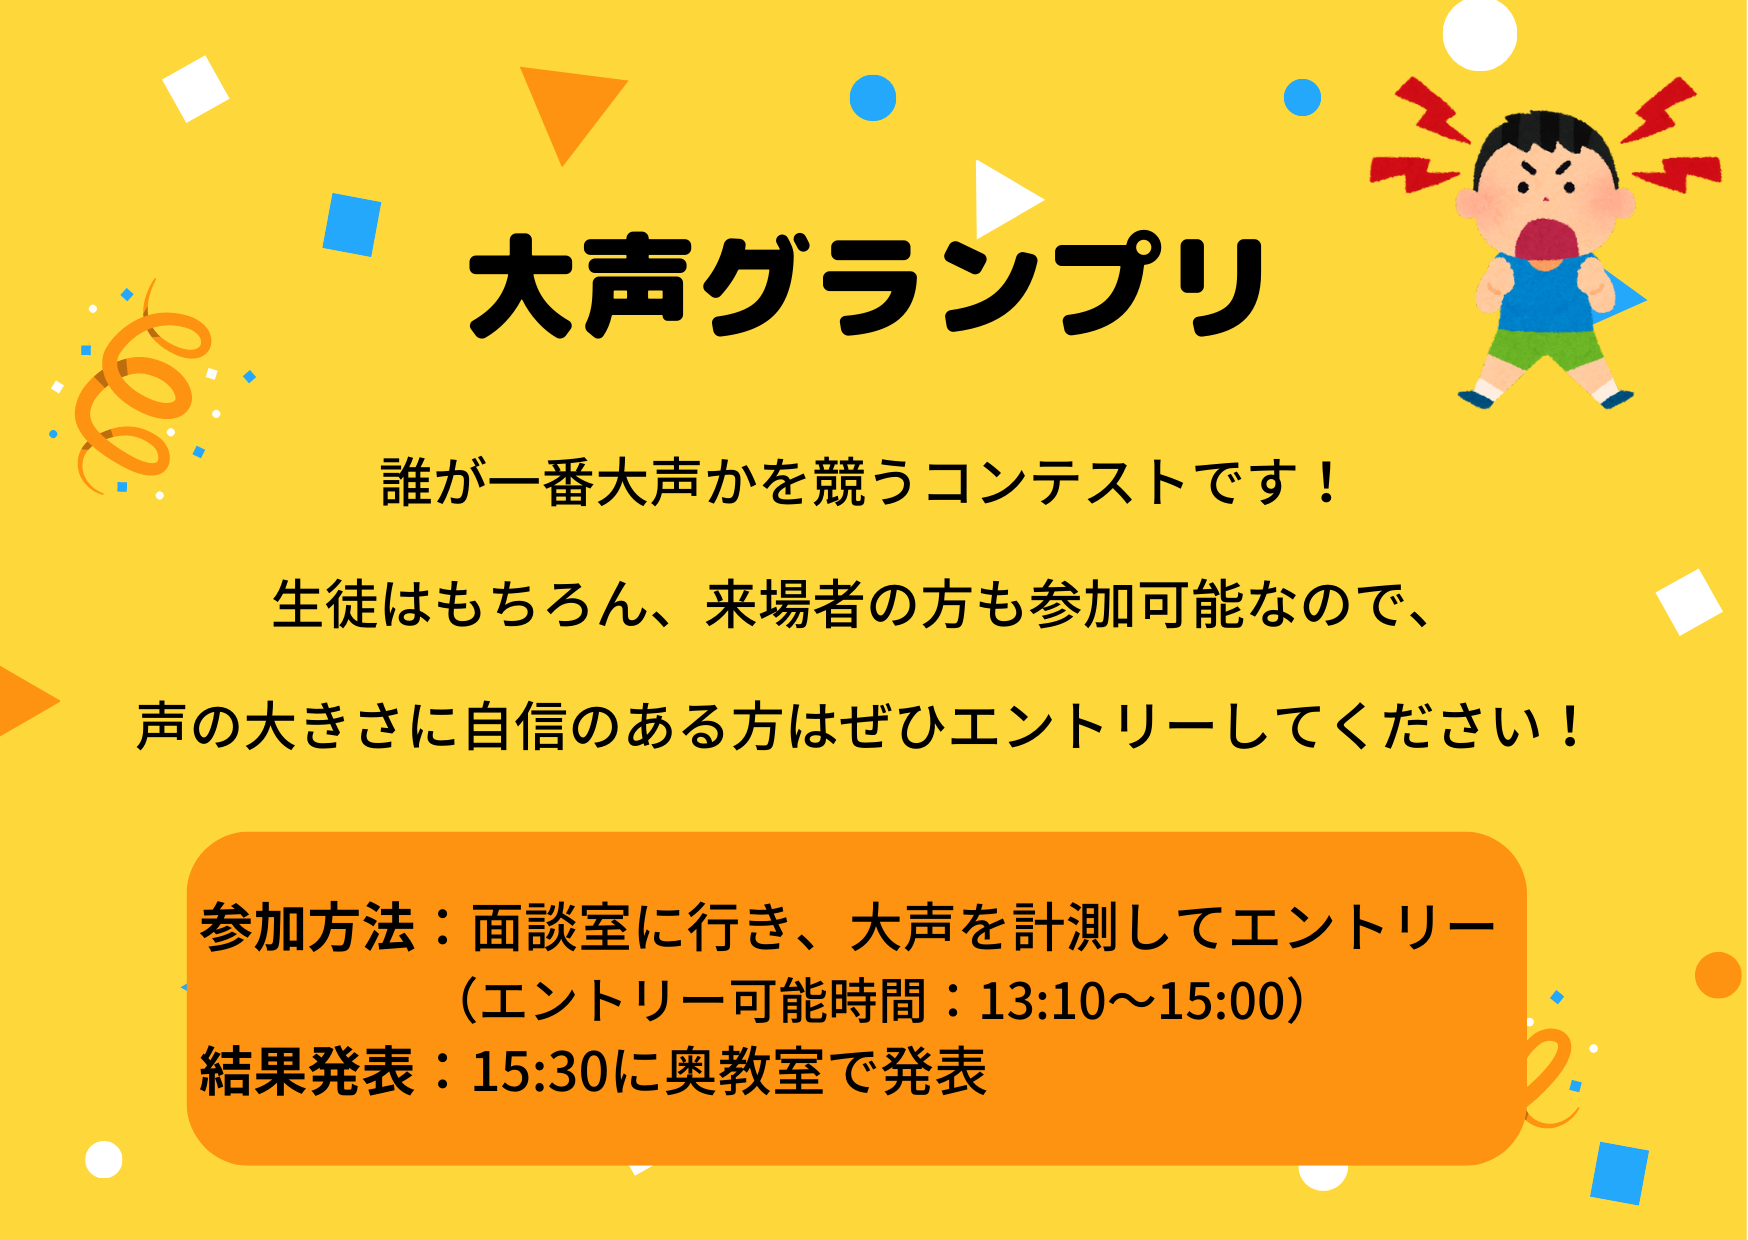 大声グランプリ
誰が一番大声かを競うコンテストです！
生徒はもちろん、来場者の方も参加可能なので、
声の大きさに自信のある方はぜひエントリーしてください！
参加方法：面談室に行き、大声を計測してエントリー
（エントリー可能時間：13:10〜15:00）
結果発表：15:30に奥教室で発表